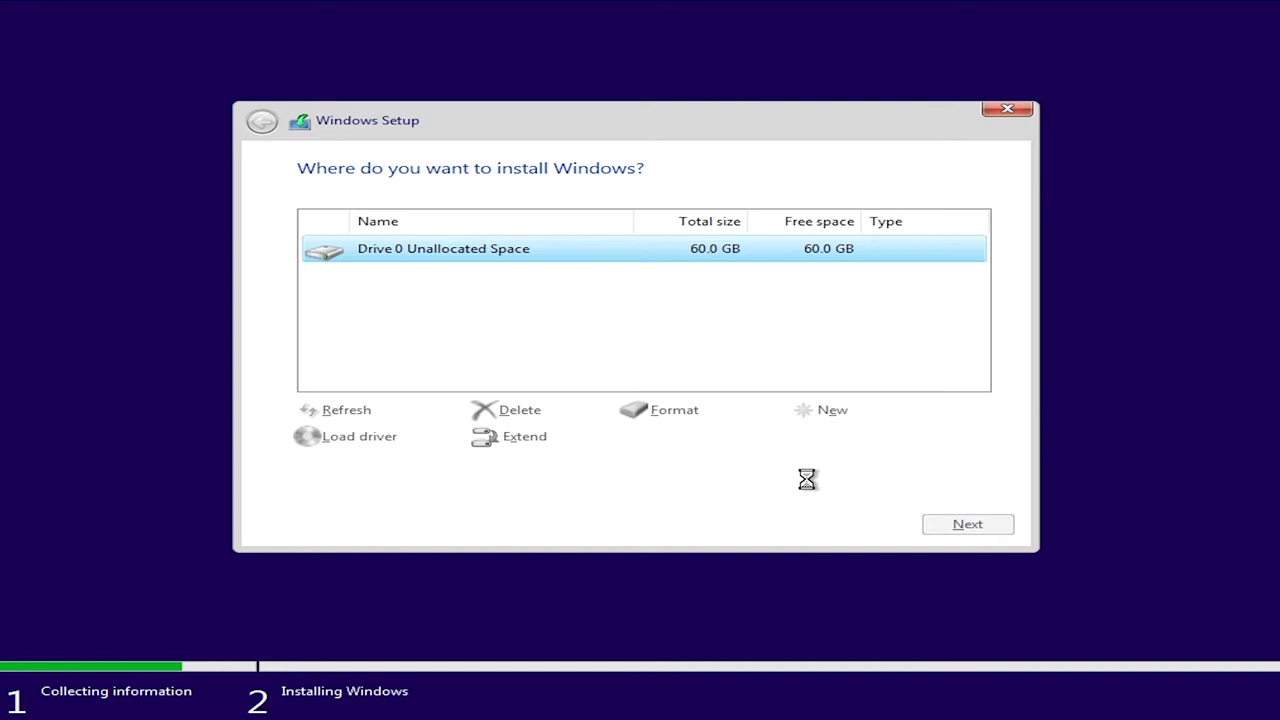 Windows Setup
Where do you want to install Windows?
Name Total size Free space Type
Drive 0 Unallocated Space 60.0 GB 60.0 GB
Refresh Delete Format New
Load driver Extend
Next
1 Collecting information 2 Installing Windows